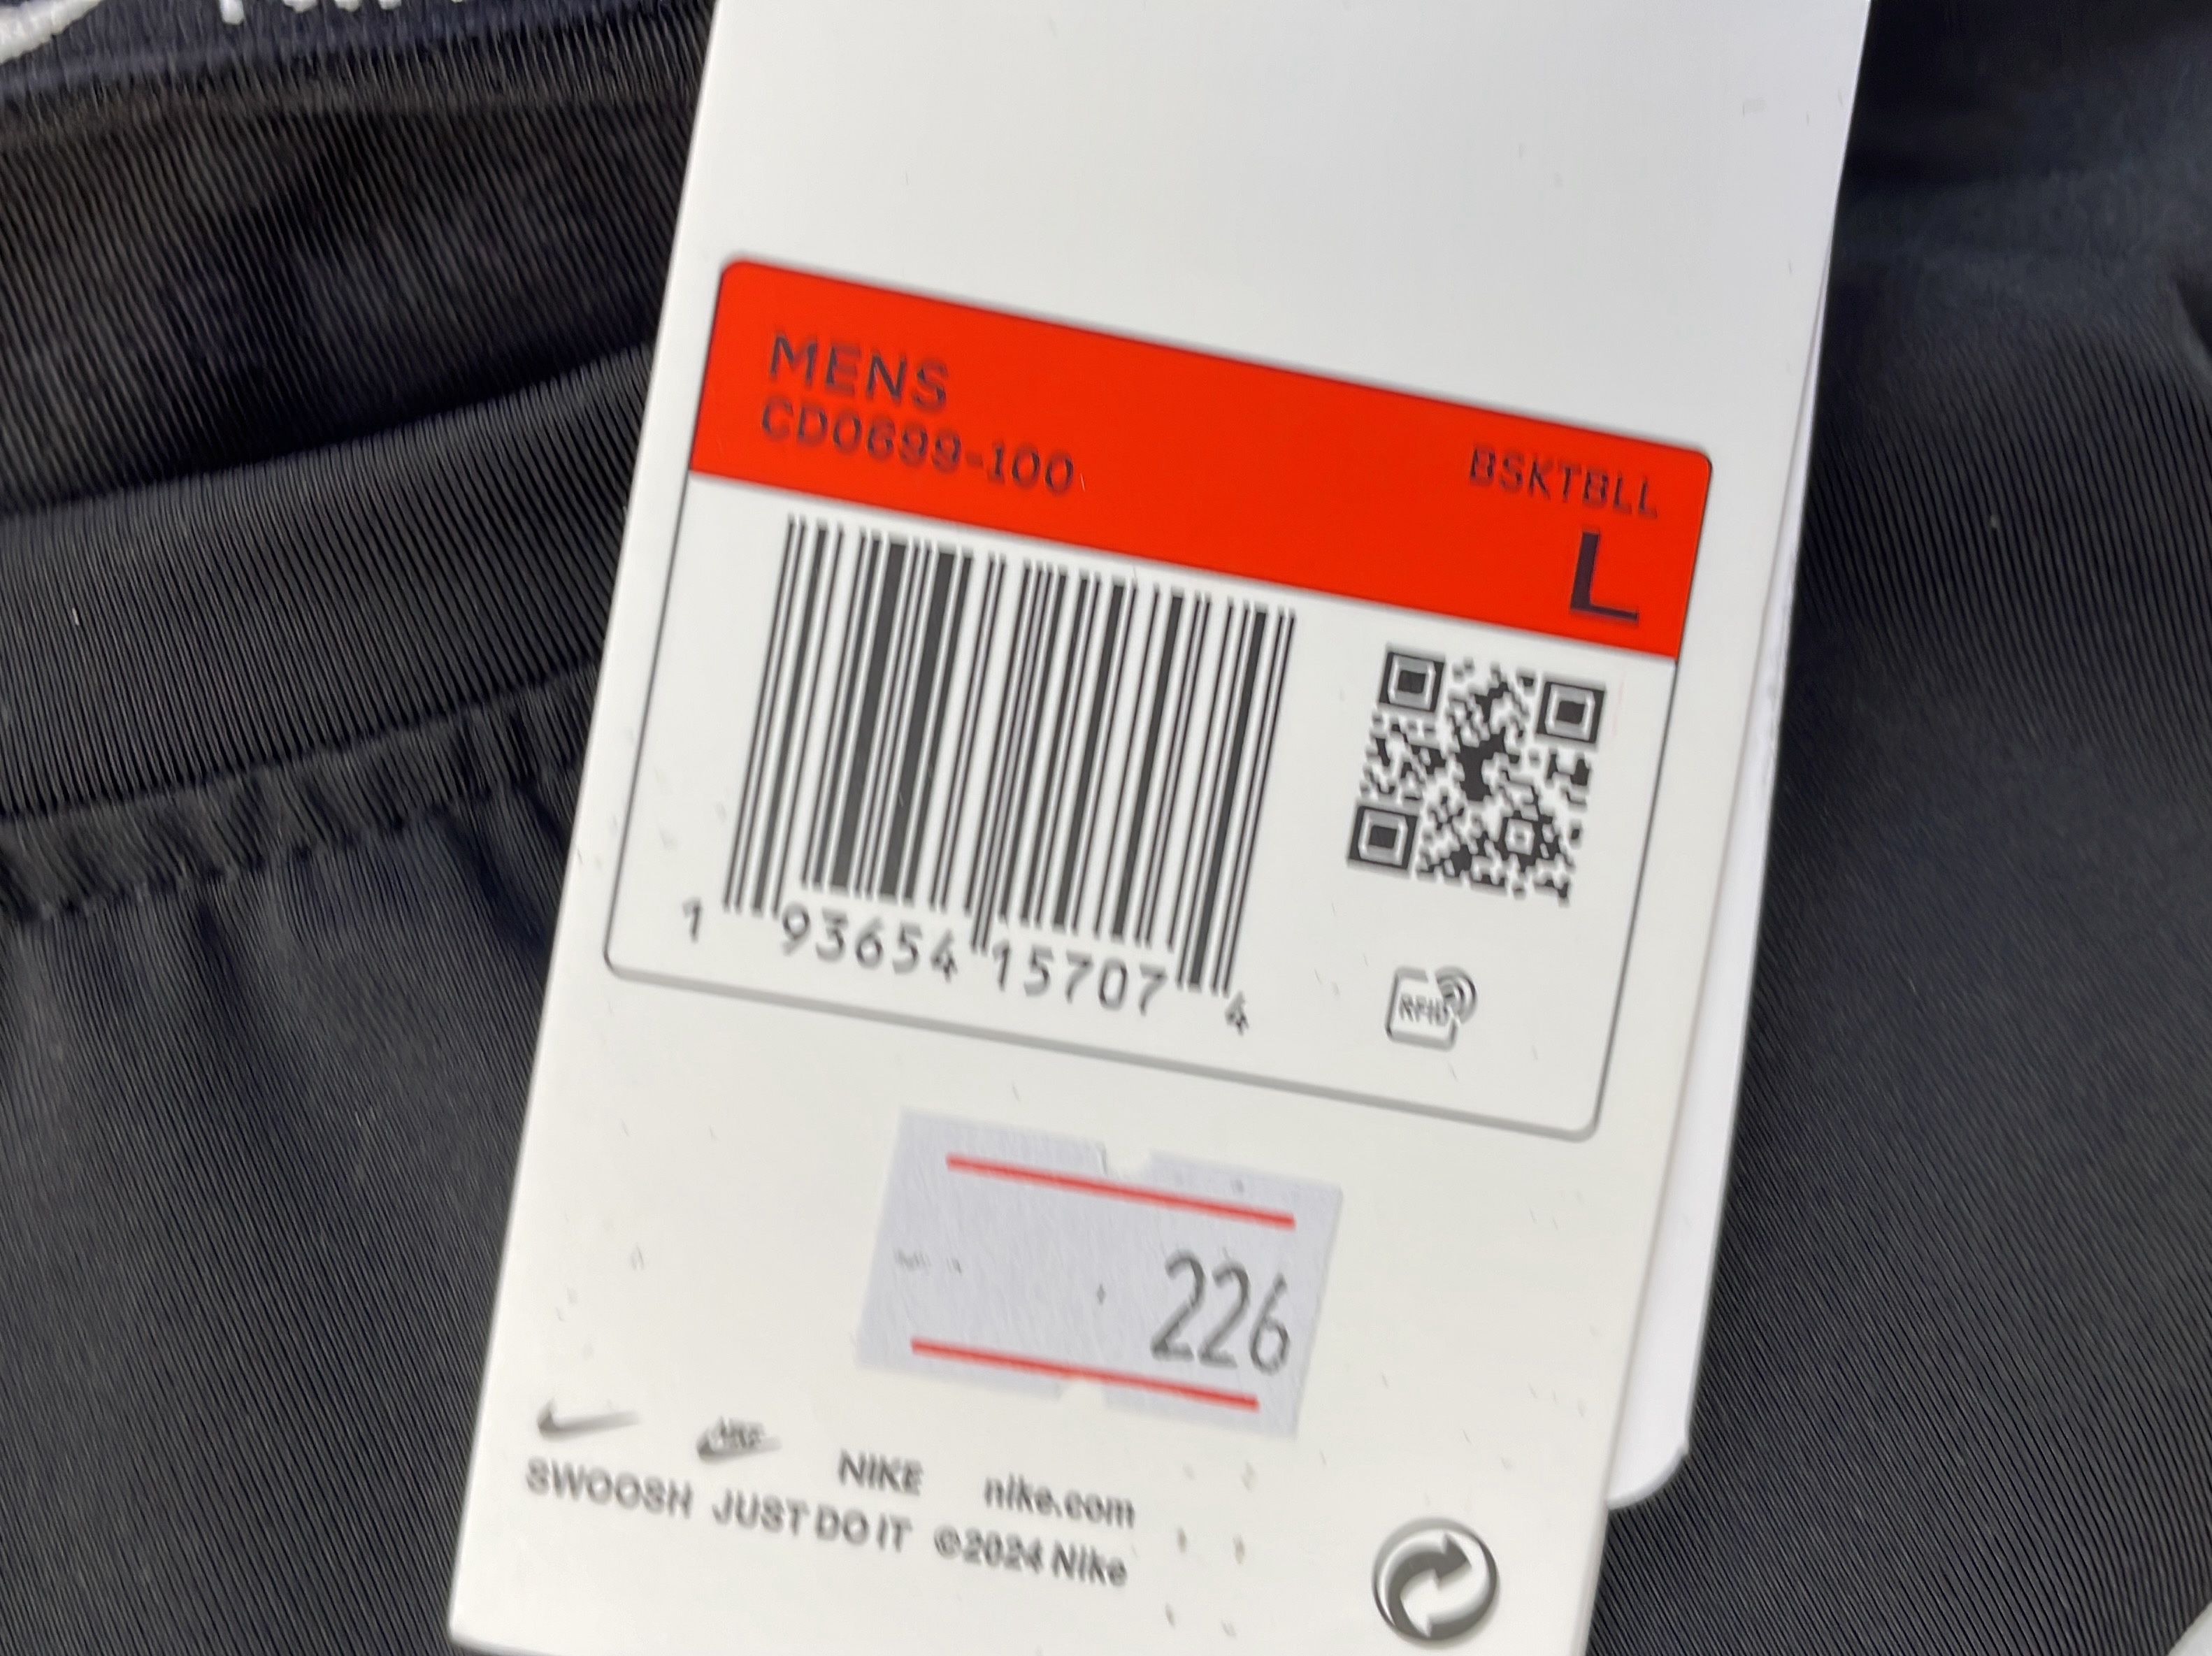 MENS
CD0699-100
BSKTBLL
L
1 93654 15707 4
RFID
226
NIKE nike.com
SWOOSH JUST DO IT ©2024 Nike